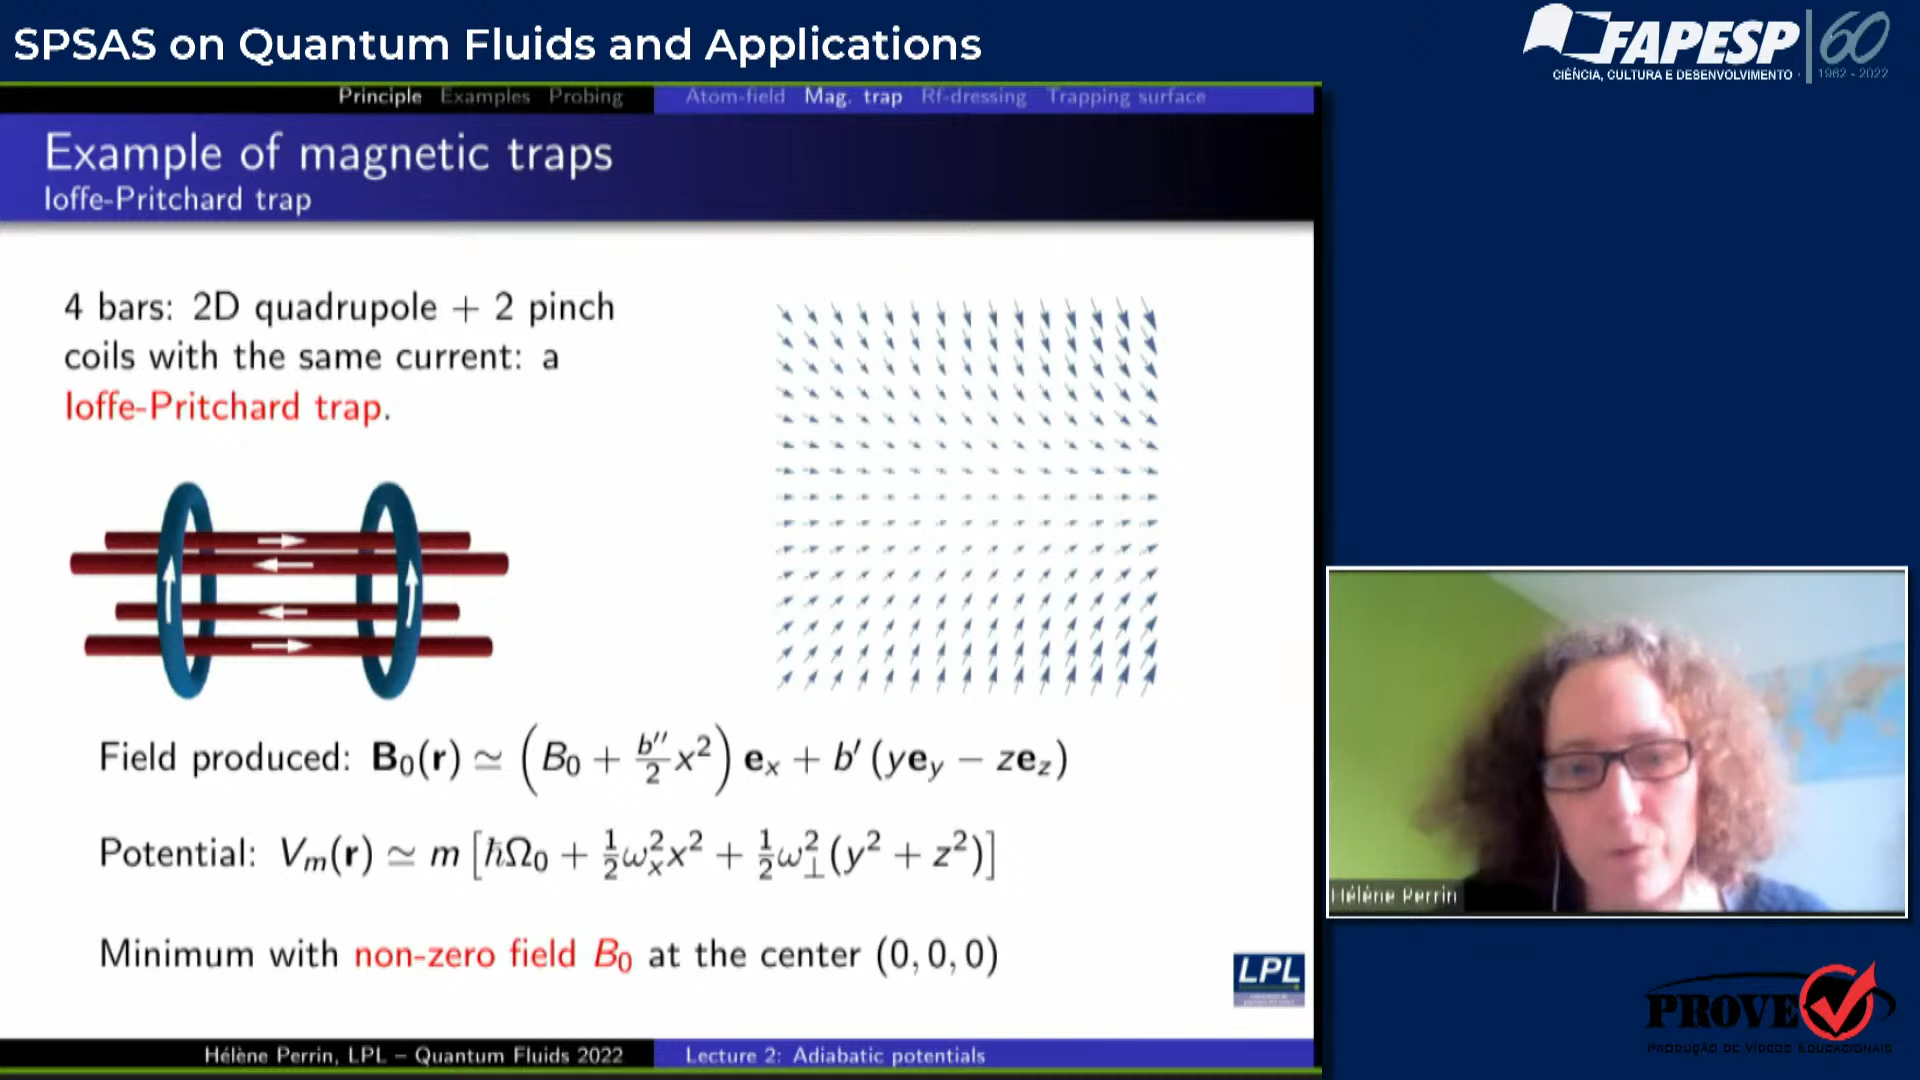 SPSAS on Quantum Fluids and Applications
FAPESP 60
CIÊNCIA, CULTURA E DESENVOLVIMENTO
1962 - 2022
Principle Examples Probing Atom-field Mag. trap Rf-dressing Trapping surface
Example of magnetic traps
Ioffe-Pritchard trap
4 bars: 2D quadrupole + 2 pinch
coils with the same current: a
Ioffe-Pritchard trap.
Field produced: B₀(r) ≃ (B₀ + b″/2 x²) eₓ + b′ (ye_y − ze_z)
Potential: Vₘ(r) ≃ m [ℏΩ₀ + ½ω²ₓx² + ½ω²⊥(y² + z²)]
Minimum with non-zero field B₀ at the center (0, 0, 0)
LPL
Hélène Perrin, LPL – Quantum Fluids 2022 Lecture 2: Adiabatic potentials
Hélène Perrin
PROVE
PRODUÇÃO DE VÍDEOS EDUCACIONAIS